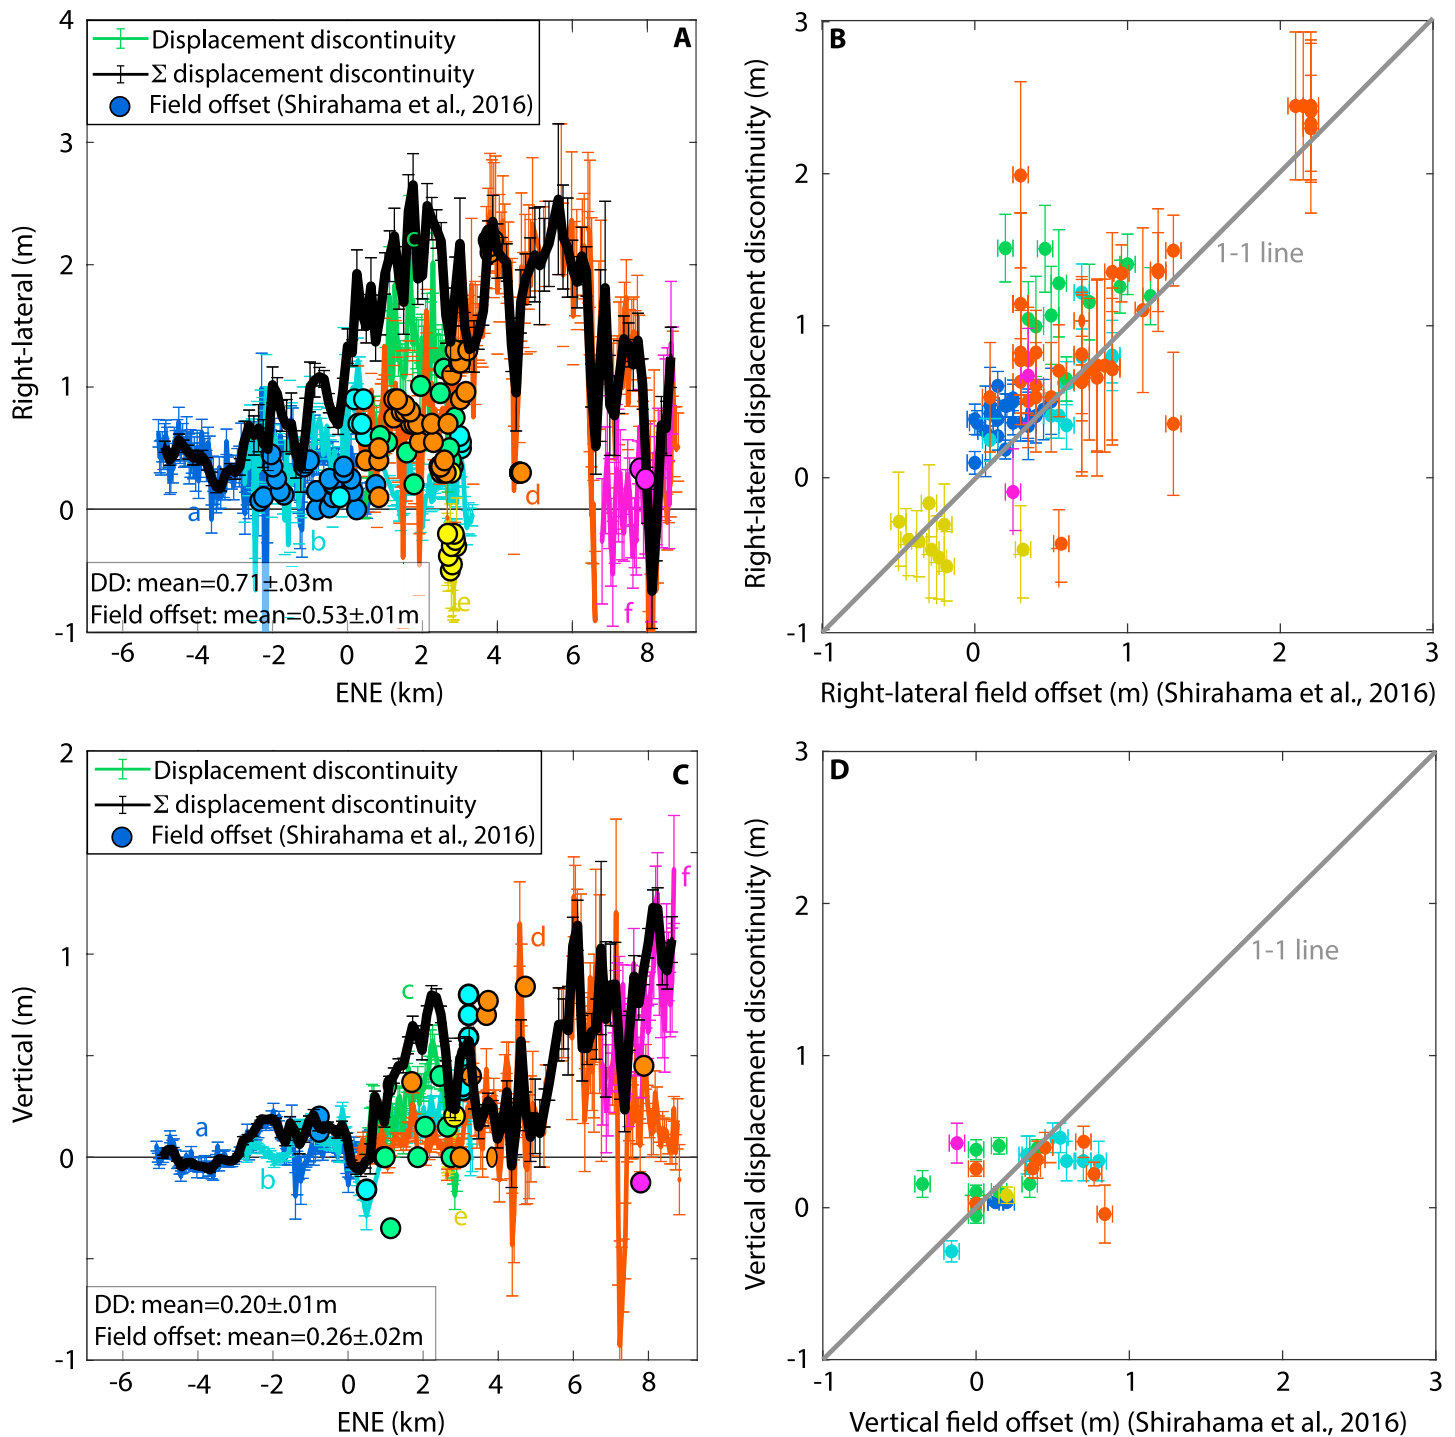 A
Displacement discontinuity
Σ displacement discontinuity
Field offset (Shirahama et al., 2016)
4
3
2
1
0
-1
Right-lateral (m)
a
b
c
d
e
f
DD: mean=0.71±.03m
Field offset: mean=0.53±.01m
-6
-4
-2
0
2
4
6
8
ENE (km)
B
3
2
1
0
-1
Right-lateral displacement discontinuity (m)
1-1 line
-1
0
1
2
3
Right-lateral field offset (m) (Shirahama et al., 2016)
C
Displacement discontinuity
Σ displacement discontinuity
Field offset (Shirahama et al., 2016)
2
1
0
-1
Vertical (m)
a
b
c
d
e
f
DD: mean=0.20±.01m
Field offset: mean=0.26±.02m
-6
-4
-2
0
2
4
6
8
ENE (km)
D
3
2
1
0
-1
Vertical displacement discontinuity (m)
1-1 line
-1
0
1
2
3
Vertical field offset (m) (Shirahama et al., 2016)